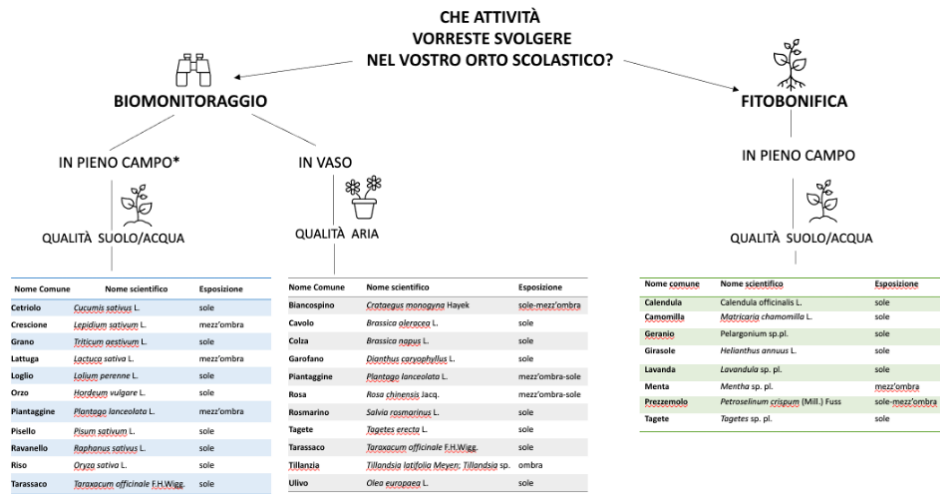 CHE ATTIVITÀ
VORRESTE SVOLGERE
NEL VOSTRO ORTO SCOLASTICO?
BIOMONITORAGGIO
FITOBONIFICA
IN PIENO CAMPO*
IN VASO
IN PIENO CAMPO
QUALITÀ SUOLO/ACQUA
QUALITÀ ARIA
QUALITÀ SUOLO/ACQUA
Nome Comune Nome scientifico Esposizione
Cetriolo Cucumis sativus L. sole
Crescione Lepidium sativum L. mezz'ombra
Grano Triticum aestivum L. sole
Lattuga Lactuca sativa L. mezz'ombra
Loglio Lolium perenne L. sole
Orzo Hordeum vulgare L. sole
Piantaggine Plantago lanceolata L. mezz'ombra
Pisello Pisum sativum L. sole
Ravanello Raphanus sativus L. sole
Riso Oryza sativa L. sole
Tarassaco Taraxacum officinale F.H.Wigg. sole
Nome Comune Nome scientifico Esposizione
Biancospino Crataegus monogyna Hayek sole-mezz'ombra
Cavolo Brassica oleracea L. sole
Colza Brassica napus L. sole
Garofano Dianthus caryophyllus L. sole
Piantaggine Plantago lanceolata L. mezz'ombra-sole
Rosa Rosa chinensis Jacq. mezz'ombra-sole
Rosmarino Salvia rosmarinus L. sole
Tagete Tagetes erecta L. sole
Tarassaco Taraxacum officinale F.H.Wigg. sole
Tillanzia Tillandsia latifolia Meyen; Tillandsia sp. ombra
Ulivo Olea europaea L. sole
Nome comune Nome scientifico Esposizione
Calendula Calendula officinalis L. sole
Camomilla Matricaria chamomilla L. sole
Geranio Pelargonium sp.pl. sole
Girasole Helianthus annuus L. sole
Lavanda Lavandula sp. pl. sole
Menta Mentha sp. pl. mezz'ombra
Prezzemolo Petroselinum crispum (Mill.) Fuss sole-mezz'ombra
Tagete Tagetes sp. pl. sole